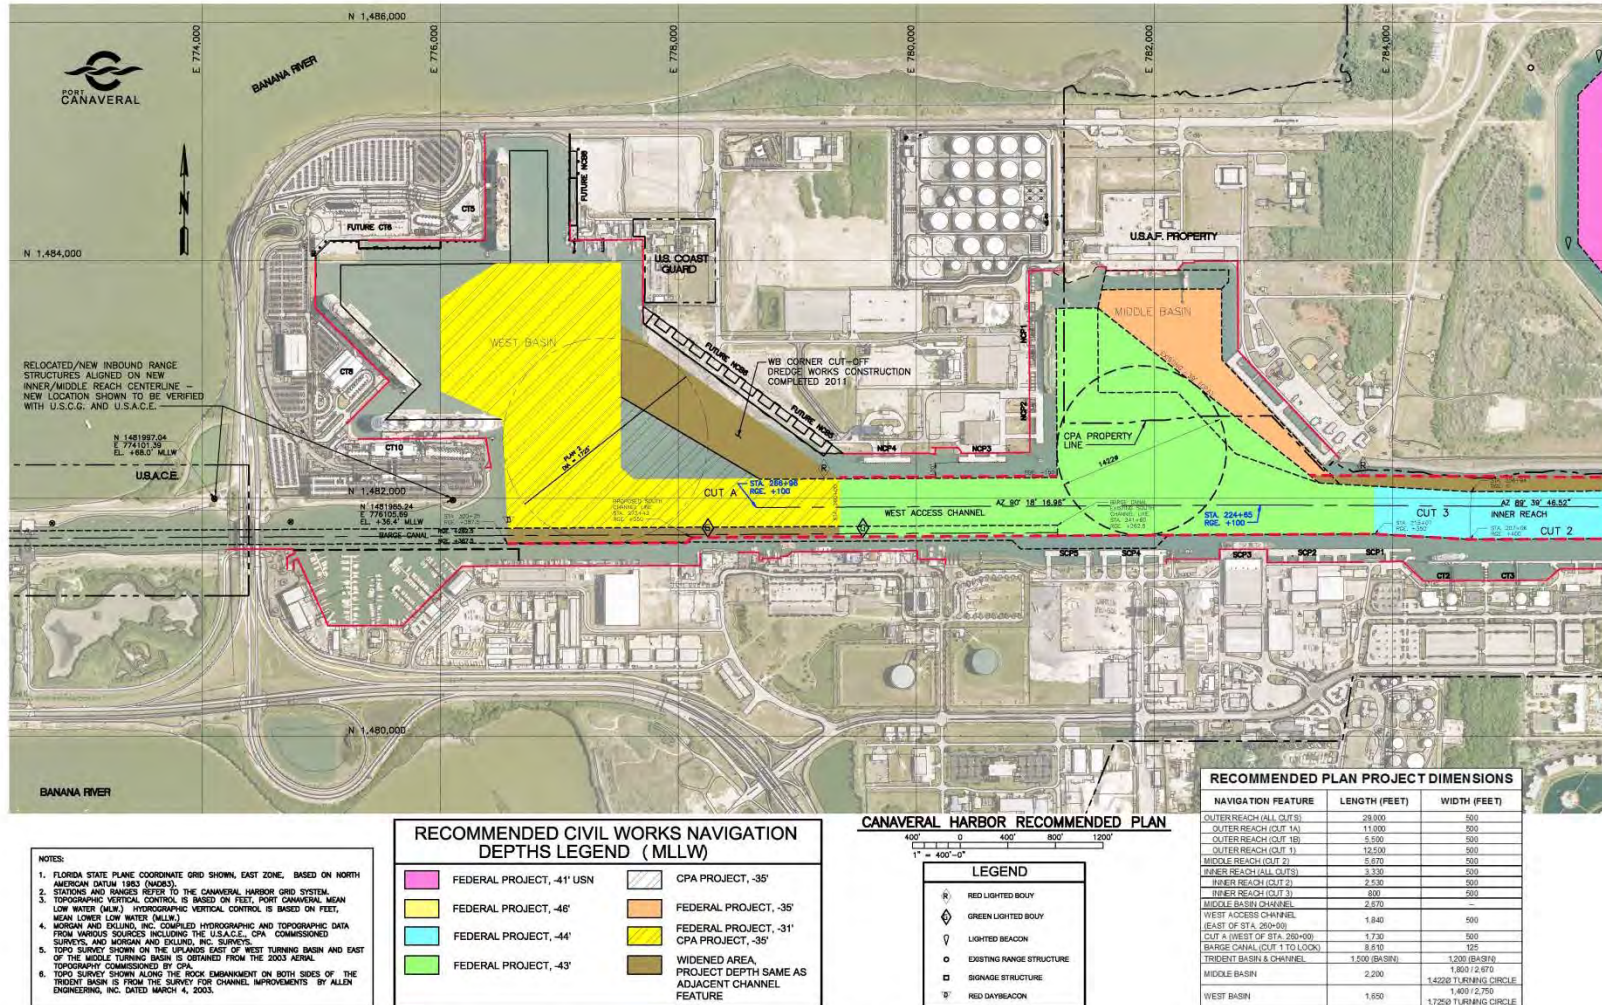 PORT
CANAVERAL
N 1,486,000
E 774,000
E 776,000
E 778,000
E 780,000
E 782,000
E 784,000
BANANA RIVER
N
N 1,484,000
CT5
FUTURE CT6
FUTURE NCB8
U.S. COAST
GUARD
U.S.A.F. PROPERTY
MIDDLE BASIN
WEST BASIN
CT8
NCP1
NCP2
FUTURE NCB6
FUTURE NCB5
WB CORNER CUT-OFF
DREDGE WORKS CONSTRUCTION
COMPLETED 2011
RELOCATED/NEW INBOUND RANGE
STRUCTURES ALIGNED ON NEW
INNER/MIDDLE REACH CENTERLINE -
NEW LOCATION SHOWN TO BE VERIFIED
WITH U.S.C.G. AND U.S.A.C.E.
N 1481997.04
E 774101.39
EL. +68.0' MLLW
U.S.A.C.E.
CT10
N 1,482,000
N 1481985.24
E 776105.69
EL. +36.4' MLLW
PLAN 2
DIA = 1725'
NCP4
NCP3
CPA PROPERTY
LINE
1422Ø
CUT A
STA. 266+96
RGE. +100
WEST ACCESS CHANNEL
AZ 90° 18' 16.96"
STA. 224+65
RGE. +100
AZ 89° 39' 46.52"
INNER REACH
CUT 3
CUT 2
BARGE CANAL
SCP5
SCP4
SCP3
SCP2
SCP1
CT2
CT3
N 1,480,000
BANANA RIVER
NOTES:
1. FLORIDA STATE PLANE COORDINATE GRID SHOWN, EAST ZONE, BASED ON NORTH
AMERICAN DATUM 1983 (NAD83).
2. STATIONS AND RANGES REFER TO THE CANAVERAL HARBOR GRID SYSTEM.
3. TOPOGRAPHIC VERTICAL CONTROL IS BASED ON FEET, PORT CANAVERAL MEAN
LOW WATER (MLW.) HYDROGRAPHIC VERTICAL CONTROL IS BASED ON FEET,
MEAN LOWER LOW WATER (MLLW.)
4. MORGAN AND EKLUND, INC. COMPILED HYDROGRAPHIC AND TOPOGRAPHIC DATA
FROM VARIOUS SOURCES INCLUDING THE U.S.A.C.E., CPA COMMISSIONED
SURVEYS, AND MORGAN AND EKLUND, INC. SURVEYS.
5. TOPO SURVEY SHOWN ON THE UPLANDS EAST OF WEST TURNING BASIN AND EAST
OF THE MIDDLE TURNING BASIN IS OBTAINED FROM THE 2003 AERIAL
TOPOGRAPHY COMMISSIONED BY CPA.
6. TOPO SURVEY SHOWN ALONG THE ROCK EMBANKMENT ON BOTH SIDES OF THE
TRIDENT BASIN IS FROM THE SURVEY FOR CHANNEL IMPROVEMENTS BY ALLEN
ENGINEERING, INC. DATED MARCH 4, 2003.
RECOMMENDED CIVIL WORKS NAVIGATION
DEPTHS LEGEND (MLLW)
FEDERAL PROJECT, -41' USN
FEDERAL PROJECT, -46'
FEDERAL PROJECT, -44'
FEDERAL PROJECT, -43'
CPA PROJECT, -35'
FEDERAL PROJECT, -35'
FEDERAL PROJECT, -31'
CPA PROJECT, -35'
WIDENED AREA,
PROJECT DEPTH SAME AS
ADJACENT CHANNEL
FEATURE
CANAVERAL HARBOR RECOMMENDED PLAN
400' 0 400' 800' 1200'
1" = 400'-0"
LEGEND
R RED LIGHTED BOUY
G GREEN LIGHTED BOUY
LIGHTED BEACON
EXISTING RANGE STRUCTURE
SIGNAGE STRUCTURE
RED DAYBEACON
RECOMMENDED PLAN PROJECT DIMENSIONS
NAVIGATION FEATURE LENGTH (FEET) WIDTH (FEET)
OUTER REACH (ALL CUTS) 29,000 500
OUTER REACH (CUT 1A) 11,000 500
OUTER REACH (CUT 1B) 5,500 500
OUTER REACH (CUT 1) 12,500 500
MIDDLE REACH (CUT 2) 5,670 500
INNER REACH (ALL CUTS) 3,330 500
INNER REACH (CUT 2) 2,530 500
INNER REACH (CUT 3) 800 500
MIDDLE BASIN CHANNEL 2,670 --
WEST ACCESS CHANNEL
(EAST OF STA. 260+00) 1,840 500
CUT A (WEST OF STA. 260+00) 1,730 500
BARGE CANAL (CUT 1 TO LOCK) 8,610 125
TRIDENT BASIN & CHANNEL 1,500 (BASIN) 1,200 (BASIN)
MIDDLE BASIN 2,200 1,800 / 2,670
1,422Ø TURNING CIRCLE
WEST BASIN 1,650 1,400 / 2,750
1,725Ø TURNING CIRCLE